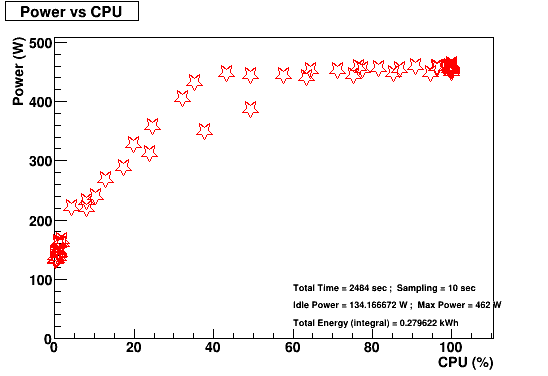 Power vs CPU
Power (W)
500
400
300
200
100
0
0 20 40 60 80 100
CPU (%)
Total Time = 2484 sec ; Sampling = 10 sec
Idle Power = 134.166672 W ; Max Power = 462 W
Total Energy (integral) = 0.279622 kWh